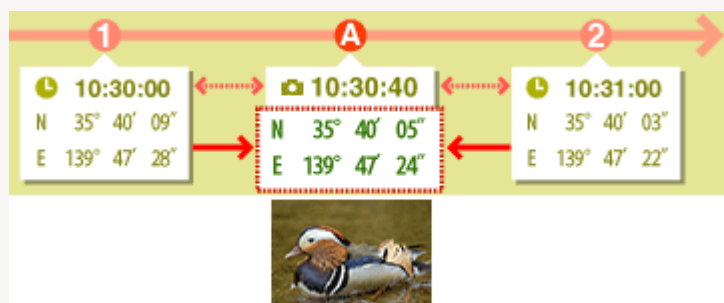 1
A
2
10:30:00
N 35° 40′ 09″
E 139° 47′ 28″
10:30:40
N 35° 40′ 05″
E 139° 47′ 24″
10:31:00
N 35° 40′ 03″
E 139° 47′ 22″